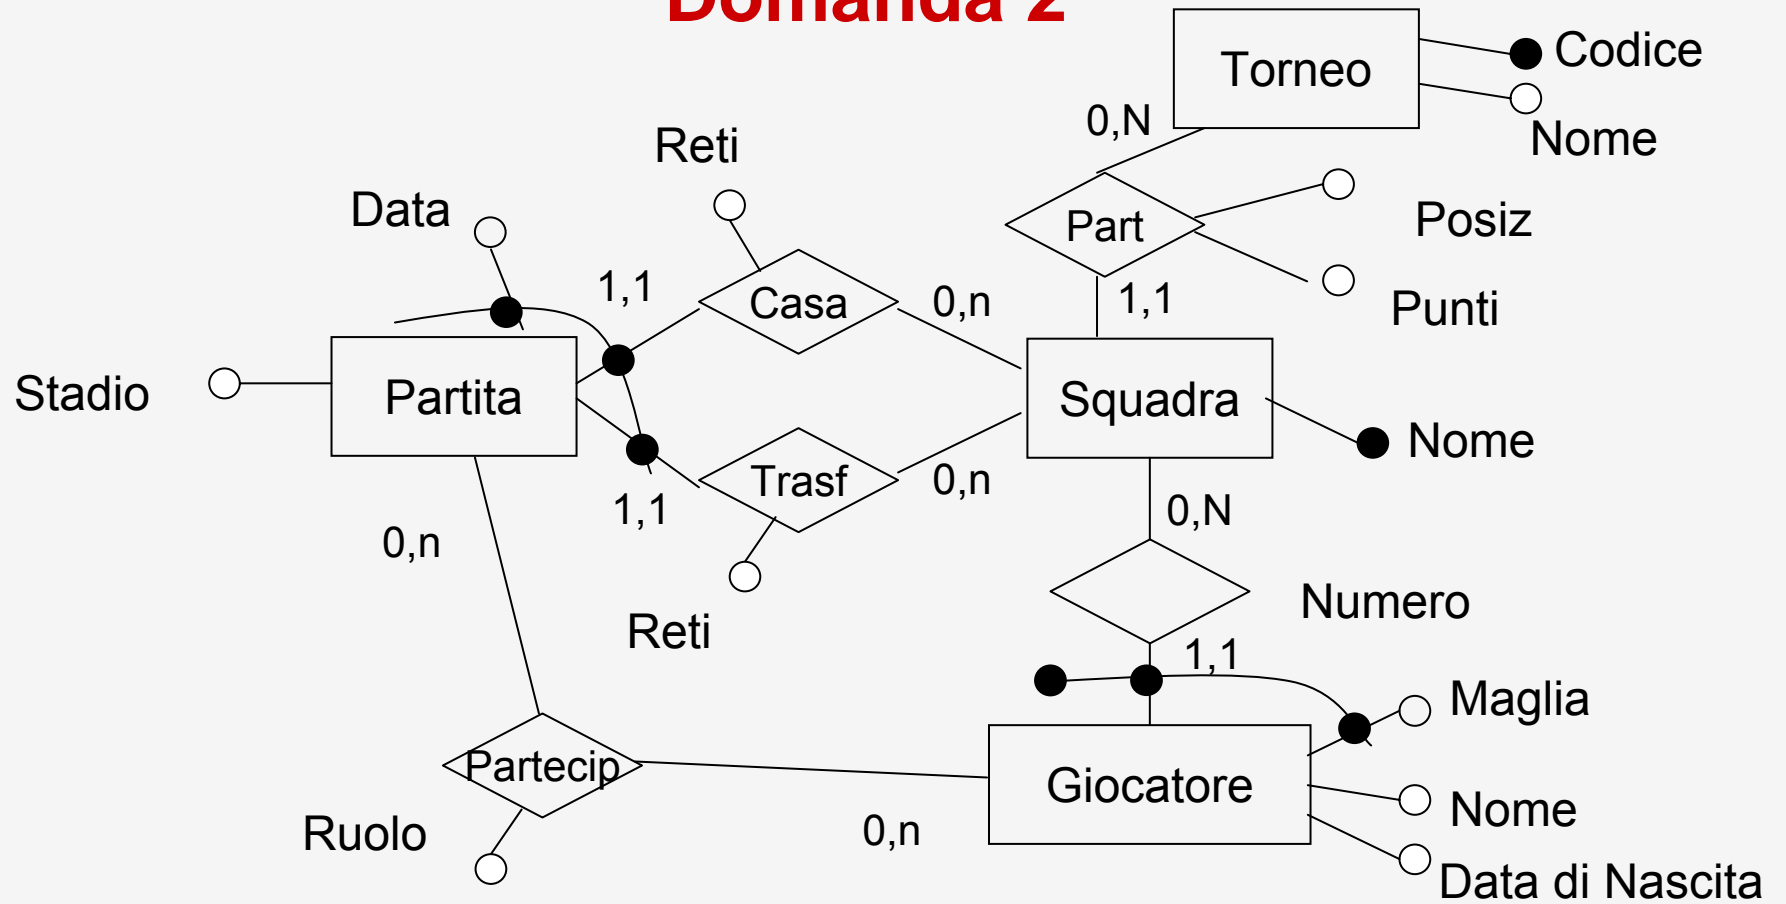 Domanda 2
Torneo
Codice
Nome
0,N
Reti
Data
Posiz
Part
Punti
1,1
Casa
0,n
1,1
Stadio
Partita
Squadra
Nome
Trasf
0,n
1,1
0,N
0,n
Reti
Numero
1,1
Maglia
Partecip
Giocatore
Nome
Ruolo
0,n
Data di Nascita